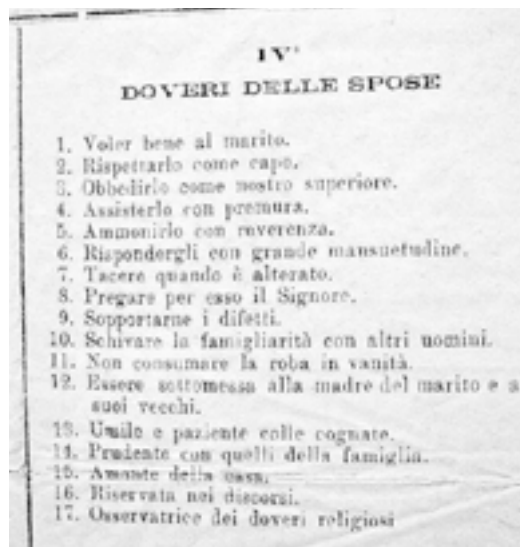 IV°
DOVERI DELLE SPOSE
1. Voler bene al marito.
2. Rispettarlo come capo.
3. Obbedirlo come nostro superiore.
4. Assisterlo con premura.
5. Ammonirlo con reverenza.
6. Rispondergli con grande mansuetudine.
7. Tacere quando è alterato.
8. Pregare per esso il Signore.
9. Sopportarne i difetti.
10. Schivare la famigliarità con altri uomini.
11. Non consumare la roba in vanità.
12. Essere sottomessa alla madre del marito e a
suoi vecchi.
13. Umile e paziente colle cognate.
14. Prudente con quelli della famiglia.
15. Amante della casa.
16. Riservata nei discorsi.
17. Osservatrice dei doveri religiosi